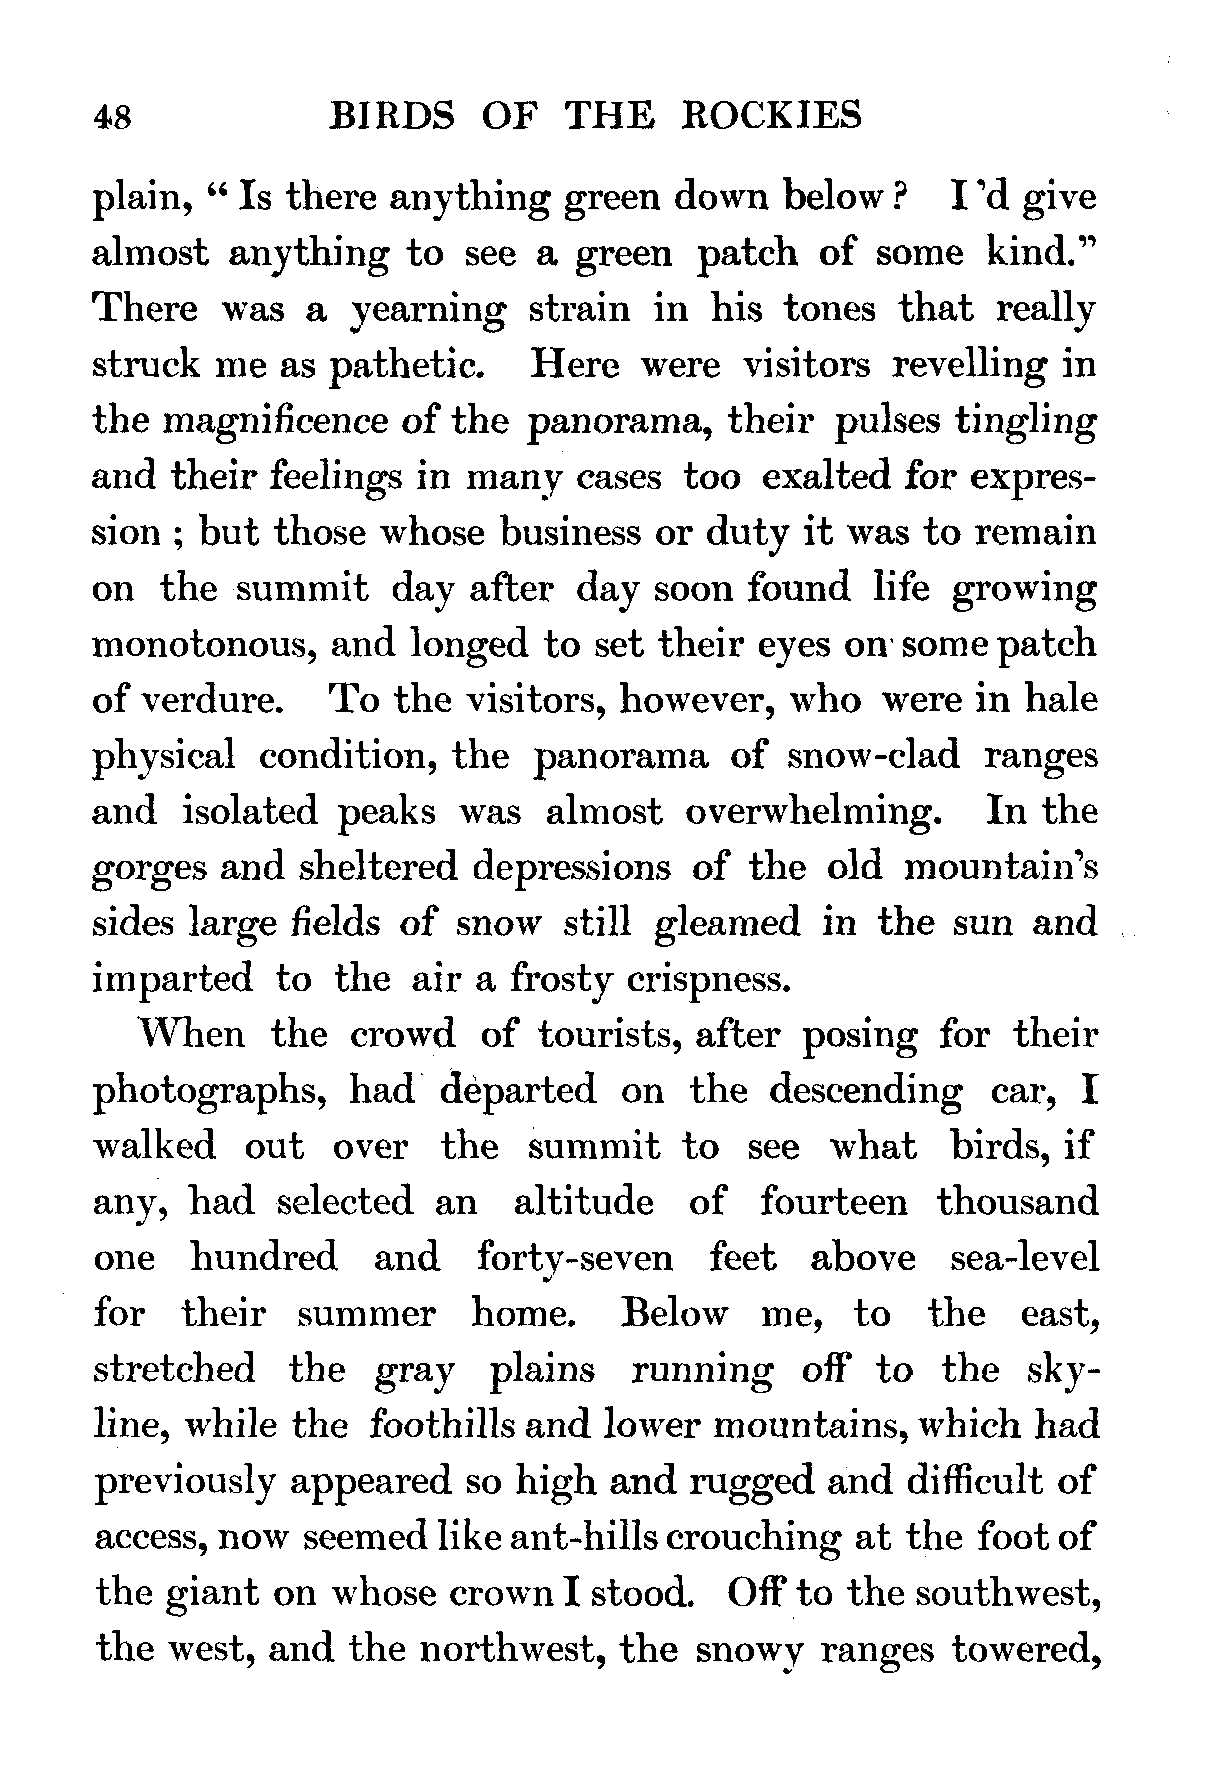 48 BIRDS OF THE ROCKIES
plain, “ Is there anything green down below ? I 'd give
almost anything to see a green patch of some kind.”
There was a yearning strain in his tones that really
struck me as pathetic. Here were visitors revelling in
the magnificence of the panorama, their pulses tingling
and their feelings in many cases too exalted for expres-
sion ; but those whose business or duty it was to remain
on the summit day after day soon found life growing
monotonous, and longed to set their eyes on some patch
of verdure. To the visitors, however, who were in hale
physical condition, the panorama of snow-clad ranges
and isolated peaks was almost overwhelming. In the
gorges and sheltered depressions of the old mountain's
sides large fields of snow still gleamed in the sun and
imparted to the air a frosty crispness.
When the crowd of tourists, after posing for their
photographs, had departed on the descending car, I
walked out over the summit to see what birds, if
any, had selected an altitude of fourteen thousand
one hundred and forty-seven feet above sea-level
for their summer home. Below me, to the east,
stretched the gray plains running off to the sky-
line, while the foothills and lower mountains, which had
previously appeared so high and rugged and difficult of
access, now seemed like ant-hills crouching at the foot of
the giant on whose crown I stood. Off to the southwest,
the west, and the northwest, the snowy ranges towered,